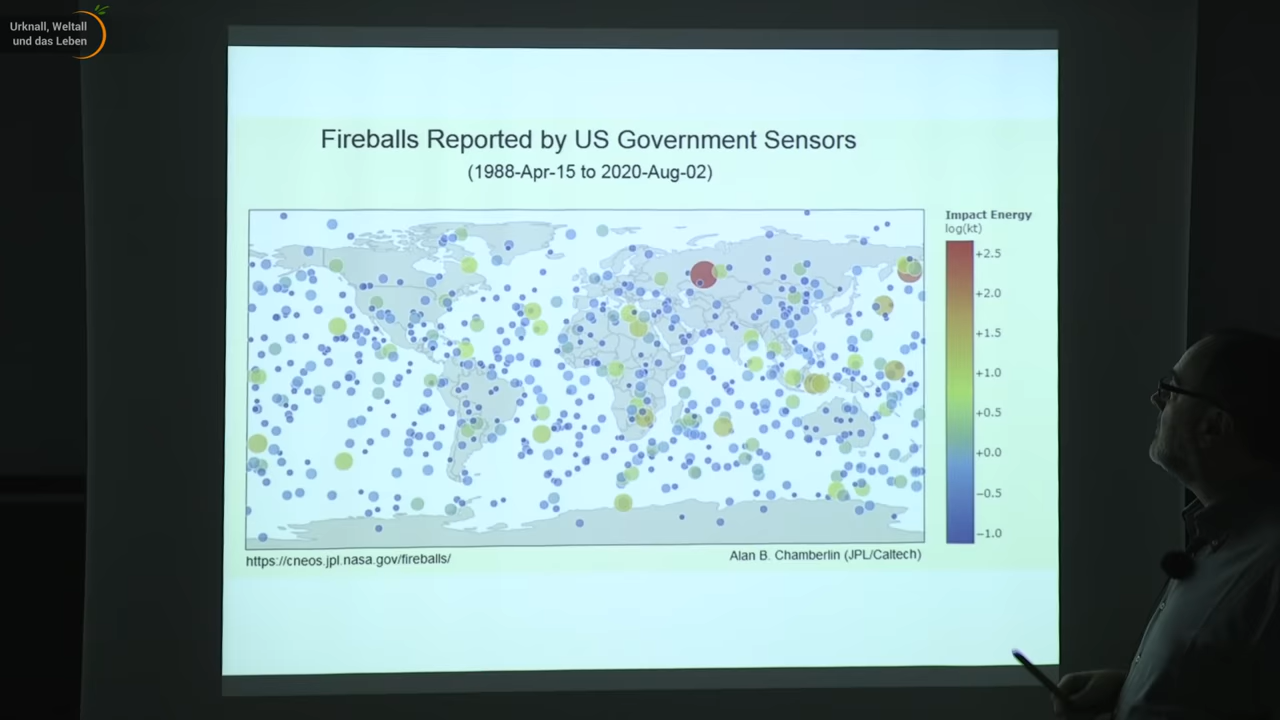 Urknall, Weltall
und das Leben
Fireballs Reported by US Government Sensors
(1988-Apr-15 to 2020-Aug-02)
Impact Energy
log(kt)
+2.5
+2.0
+1.5
+1.0
+0.5
+0.0
−0.5
−1.0
https://cneos.jpl.nasa.gov/fireballs/
Alan B. Chamberlin (JPL/Caltech)